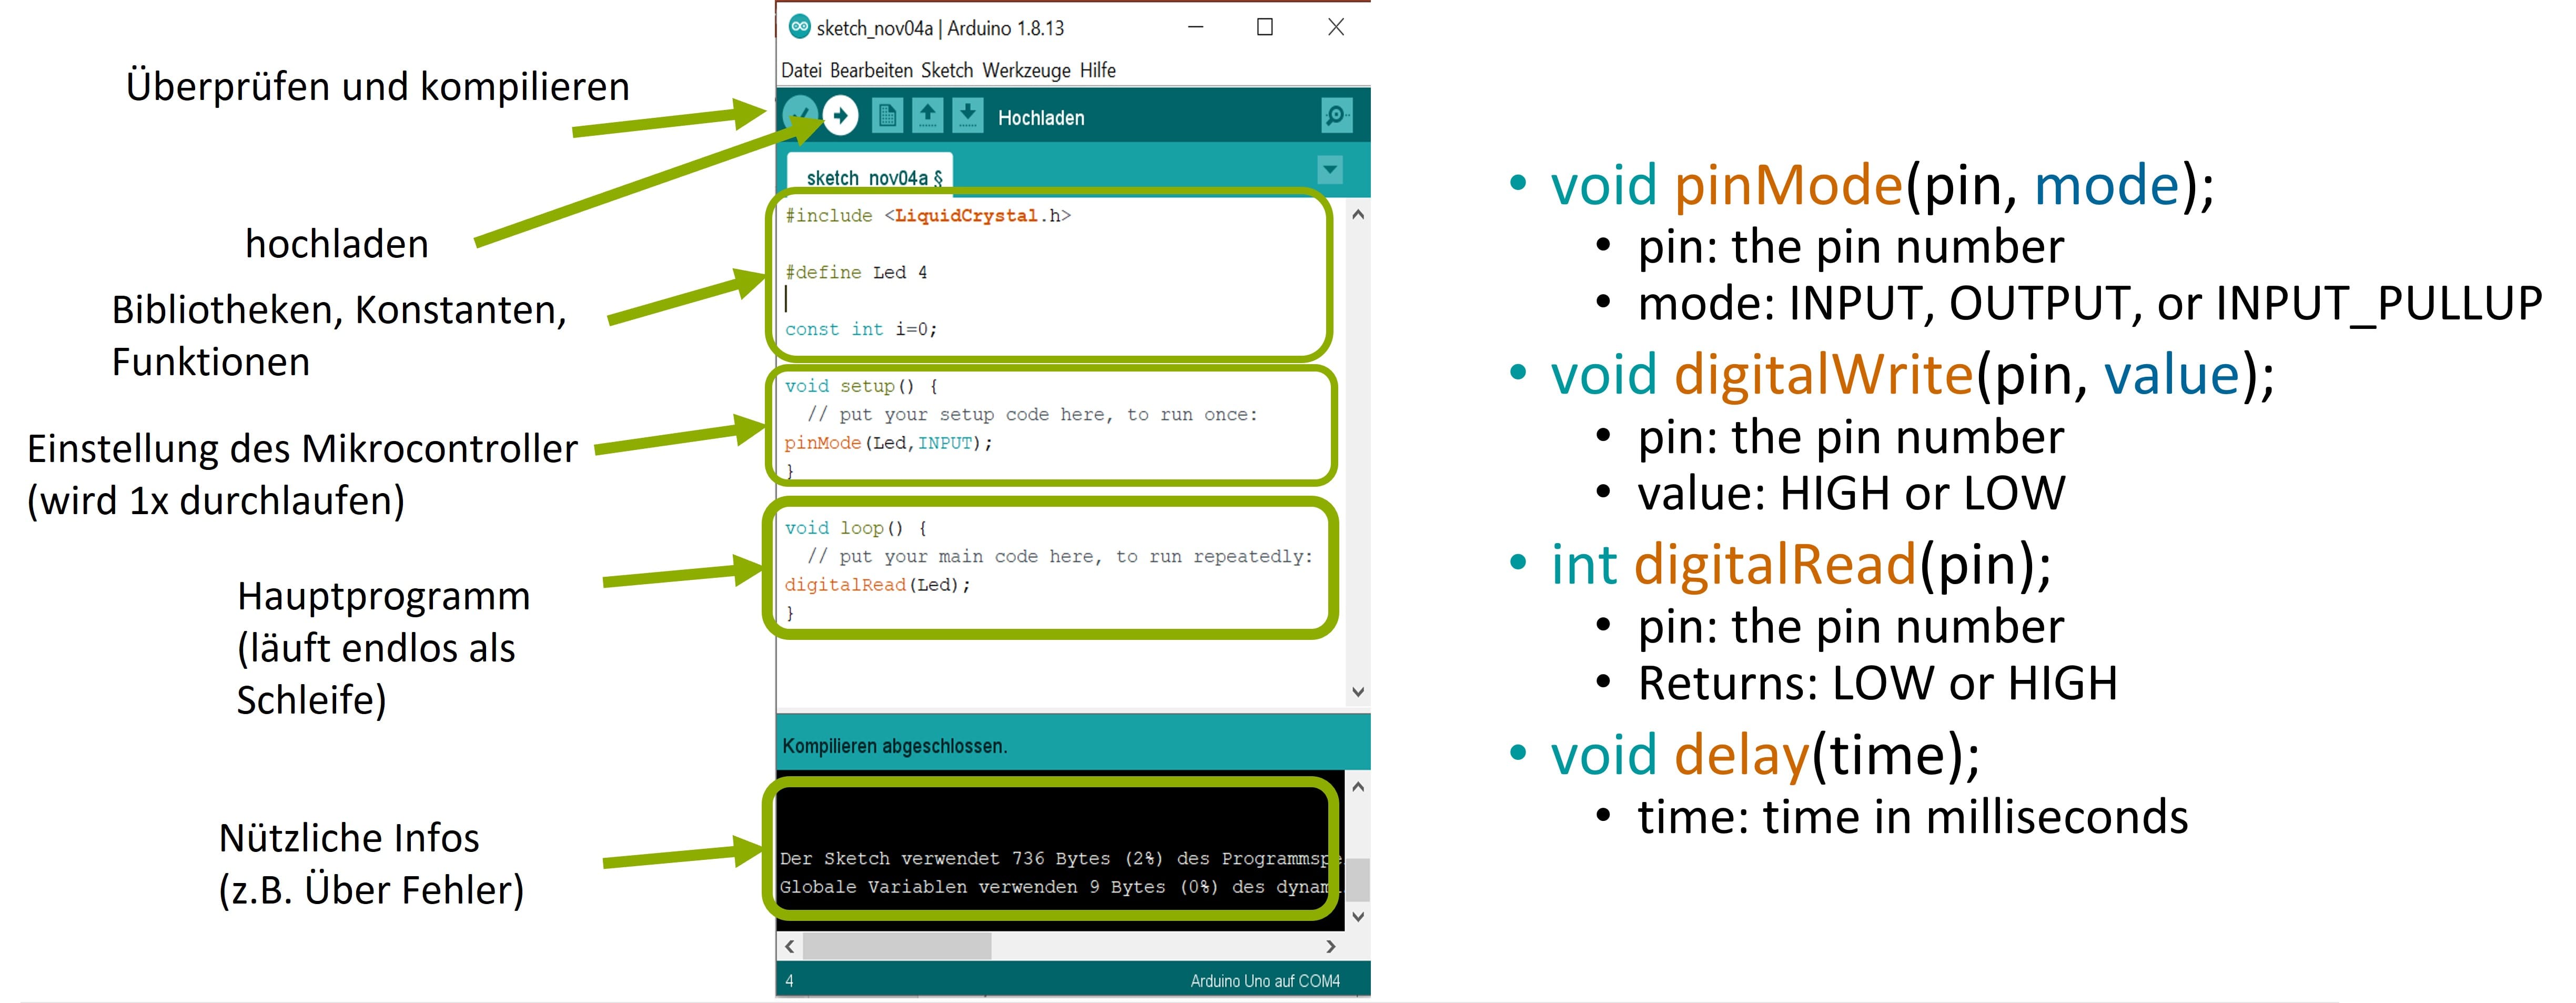 Überprüfen und kompilieren
hochladen
Bibliotheken, Konstanten,
Funktionen
Einstellung des Mikrocontroller
(wird 1x durchlaufen)
Hauptprogramm
(läuft endlos als
Schleife)
Nützliche Infos
(z.B. Über Fehler)
sketch_nov04a | Arduino 1.8.13
Datei Bearbeiten Sketch Werkzeuge Hilfe
Hochladen
sketch_nov04a §
#include <LiquidCrystal.h>
#define Led 4
const int i=0;
void setup() {
// put your setup code here, to run once:
pinMode(Led,INPUT);
}
void loop() {
// put your main code here, to run repeatedly:
digitalRead(Led);
}
Kompilieren abgeschlossen.
Der Sketch verwendet 736 Bytes (2%) des
Globale Variablen verwenden 9 Bytes (0%) des
4
Arduino Uno auf COM4
• void pinMode(pin, mode);
• pin: the pin number
• mode: INPUT, OUTPUT, or INPUT_PULLUP
• void digitalWrite(pin, value);
• pin: the pin number
• value: HIGH or LOW
• int digitalRead(pin);
• pin: the pin number
• Returns: LOW or HIGH
• void delay(time);
• time: time in milliseconds